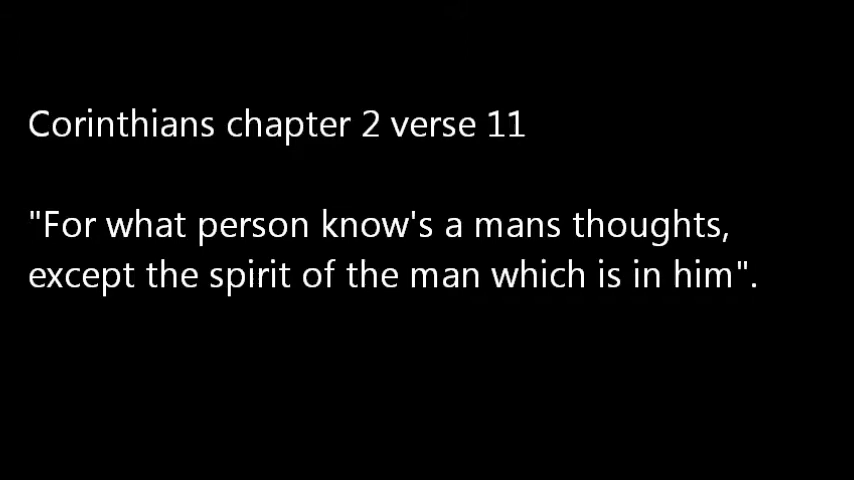 Corinthians chapter 2 verse 11
"For what person know's a mans thoughts,
except the spirit of the man which is in him".